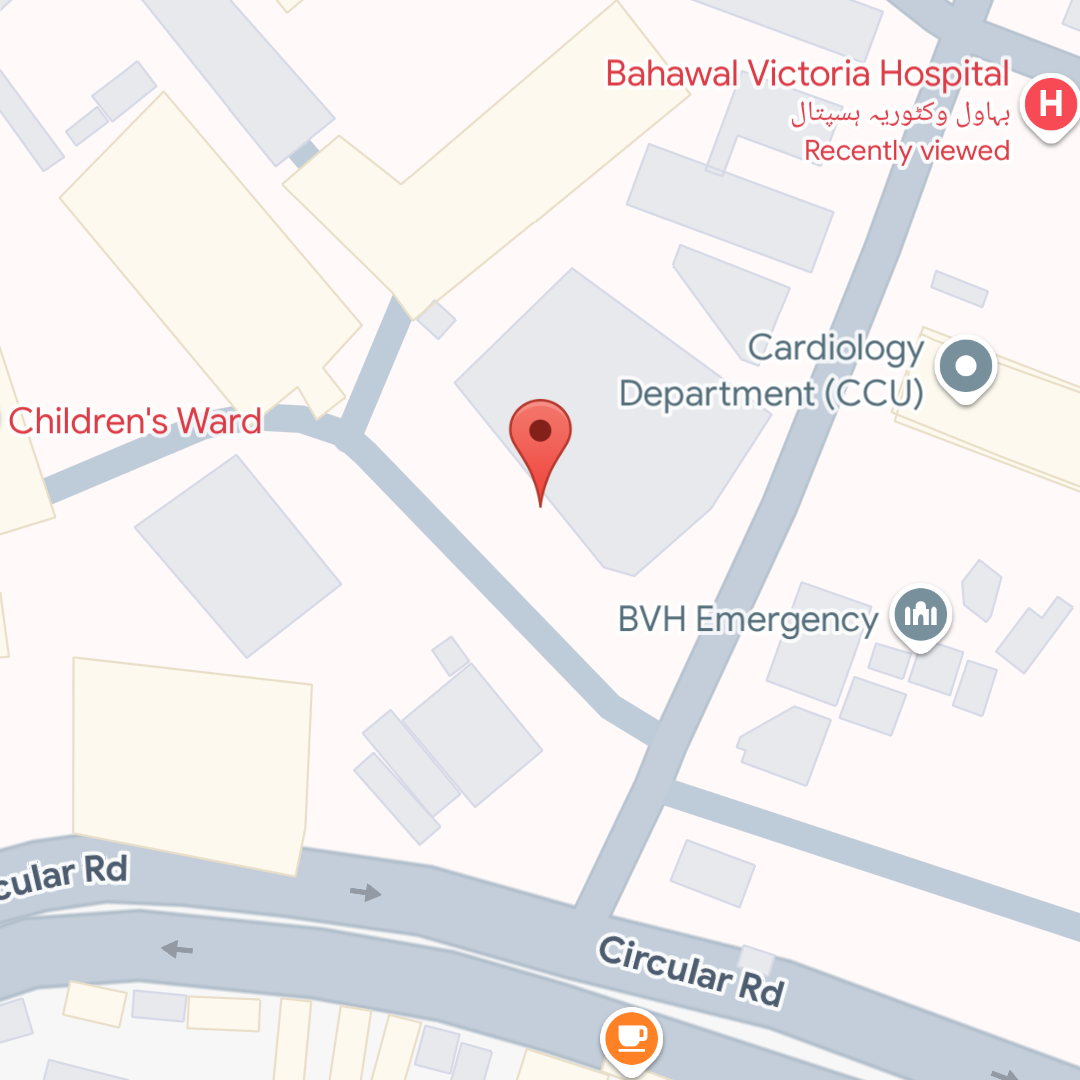 Bahawal Victoria Hospital
بہاول وکٹوریہ ہسپتال
Recently viewed
H
Cardiology
Department (CCU)
Children's Ward
BVH Emergency
cular Rd
Circular Rd